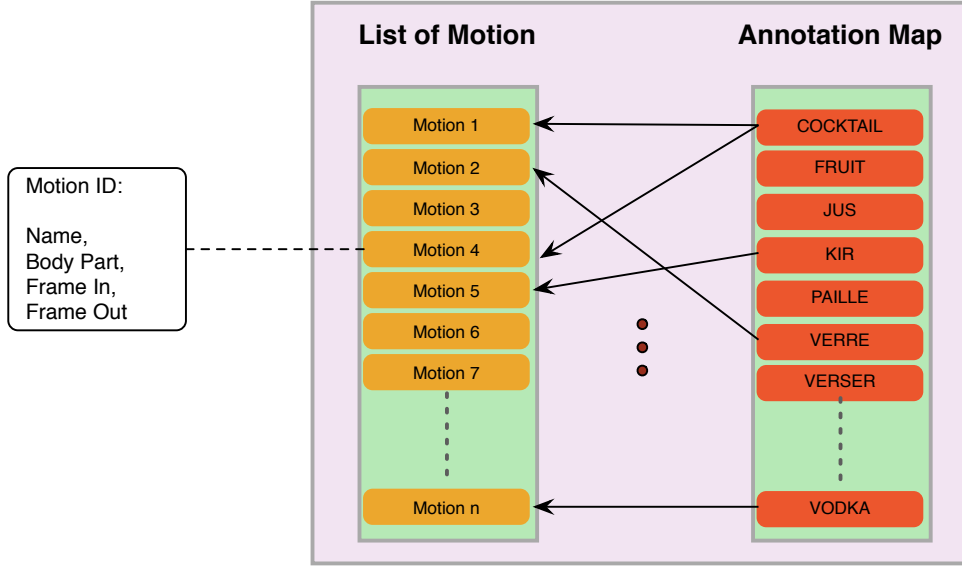 List of Motion
Annotation Map
Motion ID:
Name,
Body Part,
Frame In,
Frame Out
Motion 1
Motion 2
Motion 3
Motion 4
Motion 5
Motion 6
Motion 7
Motion n
COCKTAIL
FRUIT
JUS
KIR
PAILLE
VERRE
VERSER
VODKA